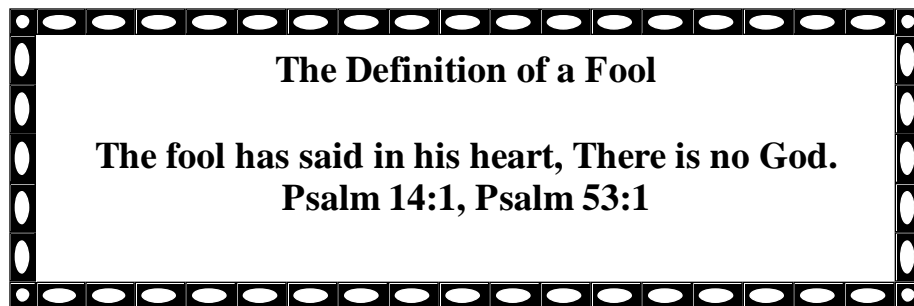 The Definition of a Fool
The fool has said in his heart, There is no God.
Psalm 14:1, Psalm 53:1